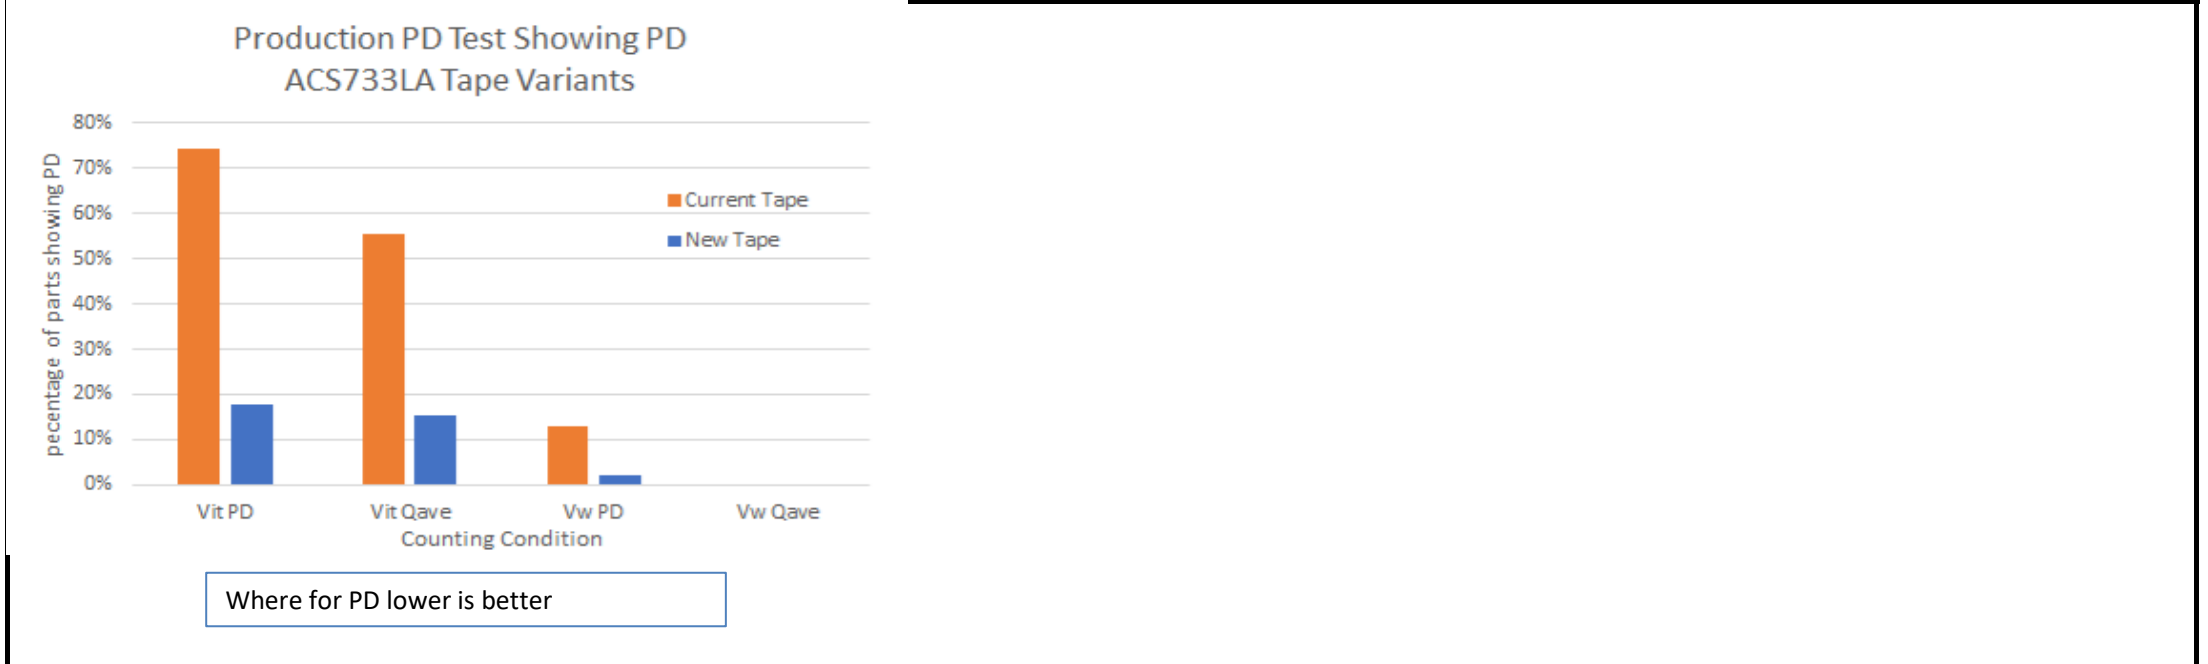 Production PD Test Showing PD
ACS733LA Tape Variants
80%
70%
60%
50%
40%
30%
20%
10%
0%
pecentage of parts showing PD
Current Tape
New Tape
Vit PD
Vit Qave
Vw PD
Vw Qave
Counting Condition
Where for PD lower is better